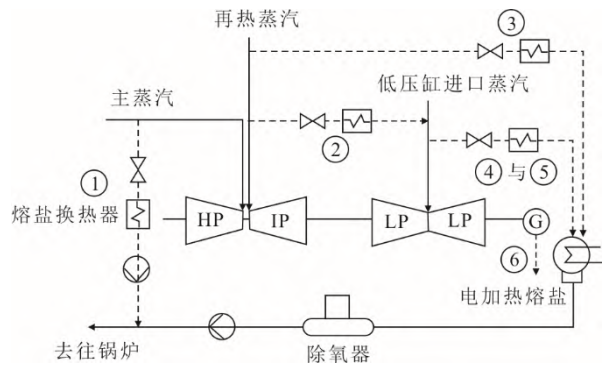 再热蒸汽
③
低压缸进口蒸汽
主蒸汽
②
④与⑤
①
熔盐换热器
HP
IP
LP
LP
G
⑥
电加热熔盐
去往锅炉
除氧器